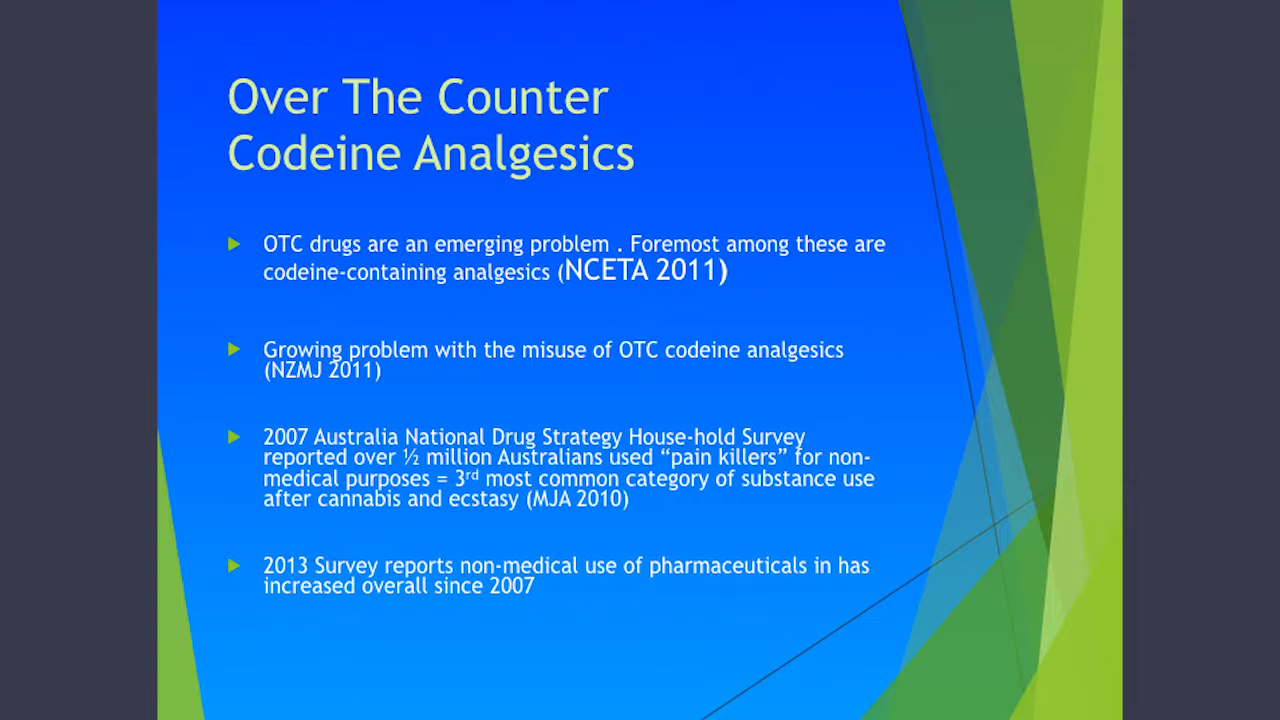 Over The Counter
Codeine Analgesics
OTC drugs are an emerging problem . Foremost among these are
codeine-containing analgesics (NCETA 2011)
Growing problem with the misuse of OTC codeine analgesics
(NZMJ 2011)
2007 Australia National Drug Strategy House-hold Survey
reported over ½ million Australians used “pain killers” for non-
medical purposes = 3rd most common category of substance use
after cannabis and ecstasy (MJA 2010)
2013 Survey reports non-medical use of pharmaceuticals in has
increased overall since 2007